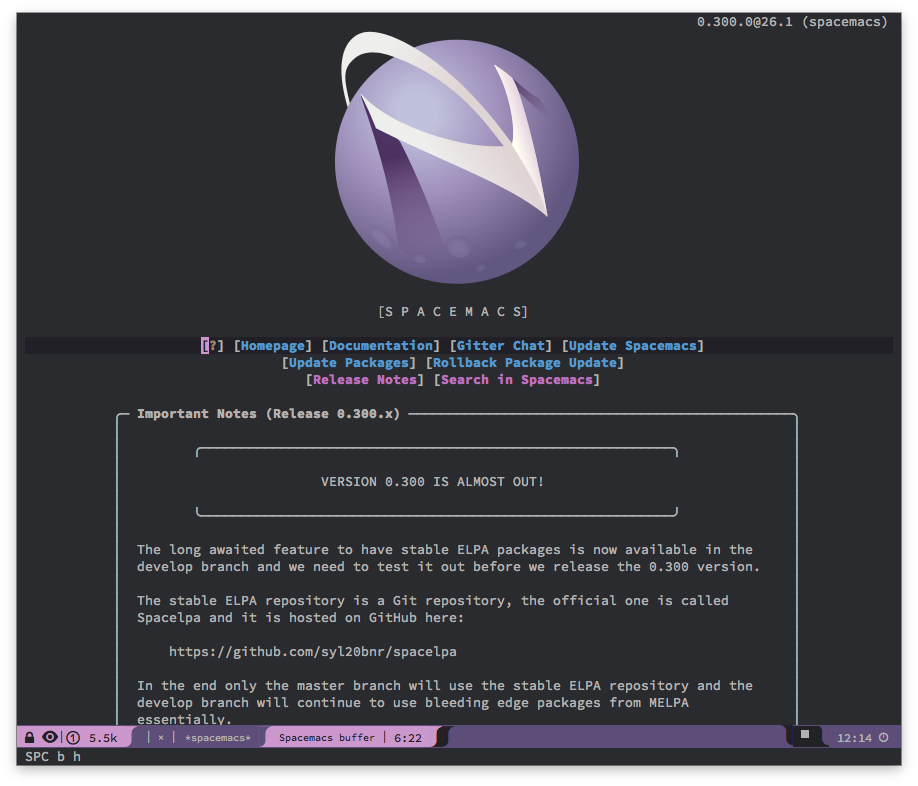 0.300.0@26.1 (spacemacs)
[S P A C E M A C S]
[?] [Homepage] [Documentation] [Gitter Chat] [Update Spacemacs]
[Update Packages] [Rollback Package Update]
[Release Notes] [Search in Spacemacs]
Important Notes (Release 0.300.x)
VERSION 0.300 IS ALMOST OUT!
The long awaited feature to have stable ELPA packages is now available in the
develop branch and we need to test it out before we release the 0.300 version.
The stable ELPA repository is a Git repository, the official one is called
Spacelpa and it is hosted on GitHub here:
https://github.com/syl20bnr/spacelpa
In the end only the master branch will use the stable ELPA repository and the
develop branch will continue to use bleeding edge packages from MELPA
essentially.
① 5.5k | × | *spacemacs* Spacemacs buffer | 6:22 12:14
SPC b h